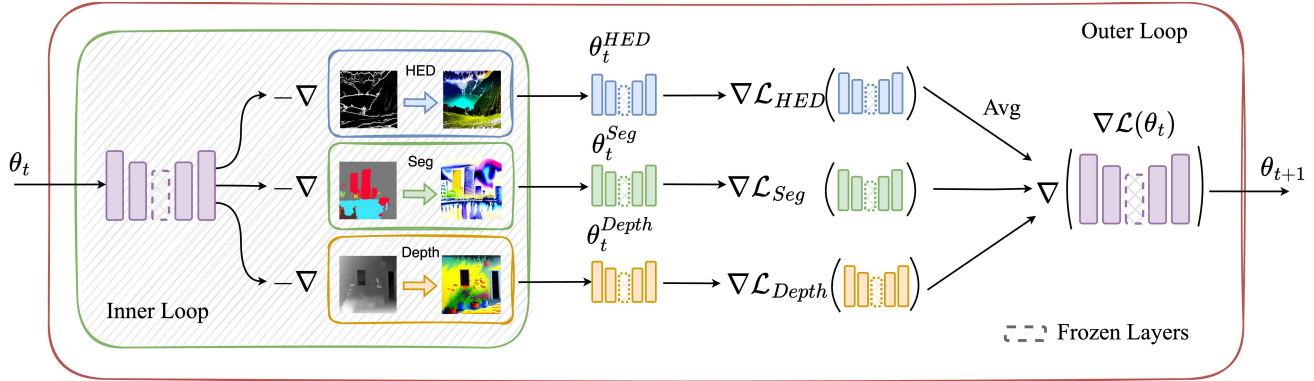 Outer Loop
θ_t^{HED}
HED
−∇
∇ℒ_{HED}
Avg
∇ℒ(θ_t)
θ_t^{Seg}
Seg
θ_t
−∇
∇ℒ_{Seg}
∇
θ_{t+1}
θ_t^{Depth}
Depth
−∇
∇ℒ_{Depth}
Inner Loop
Frozen Layers